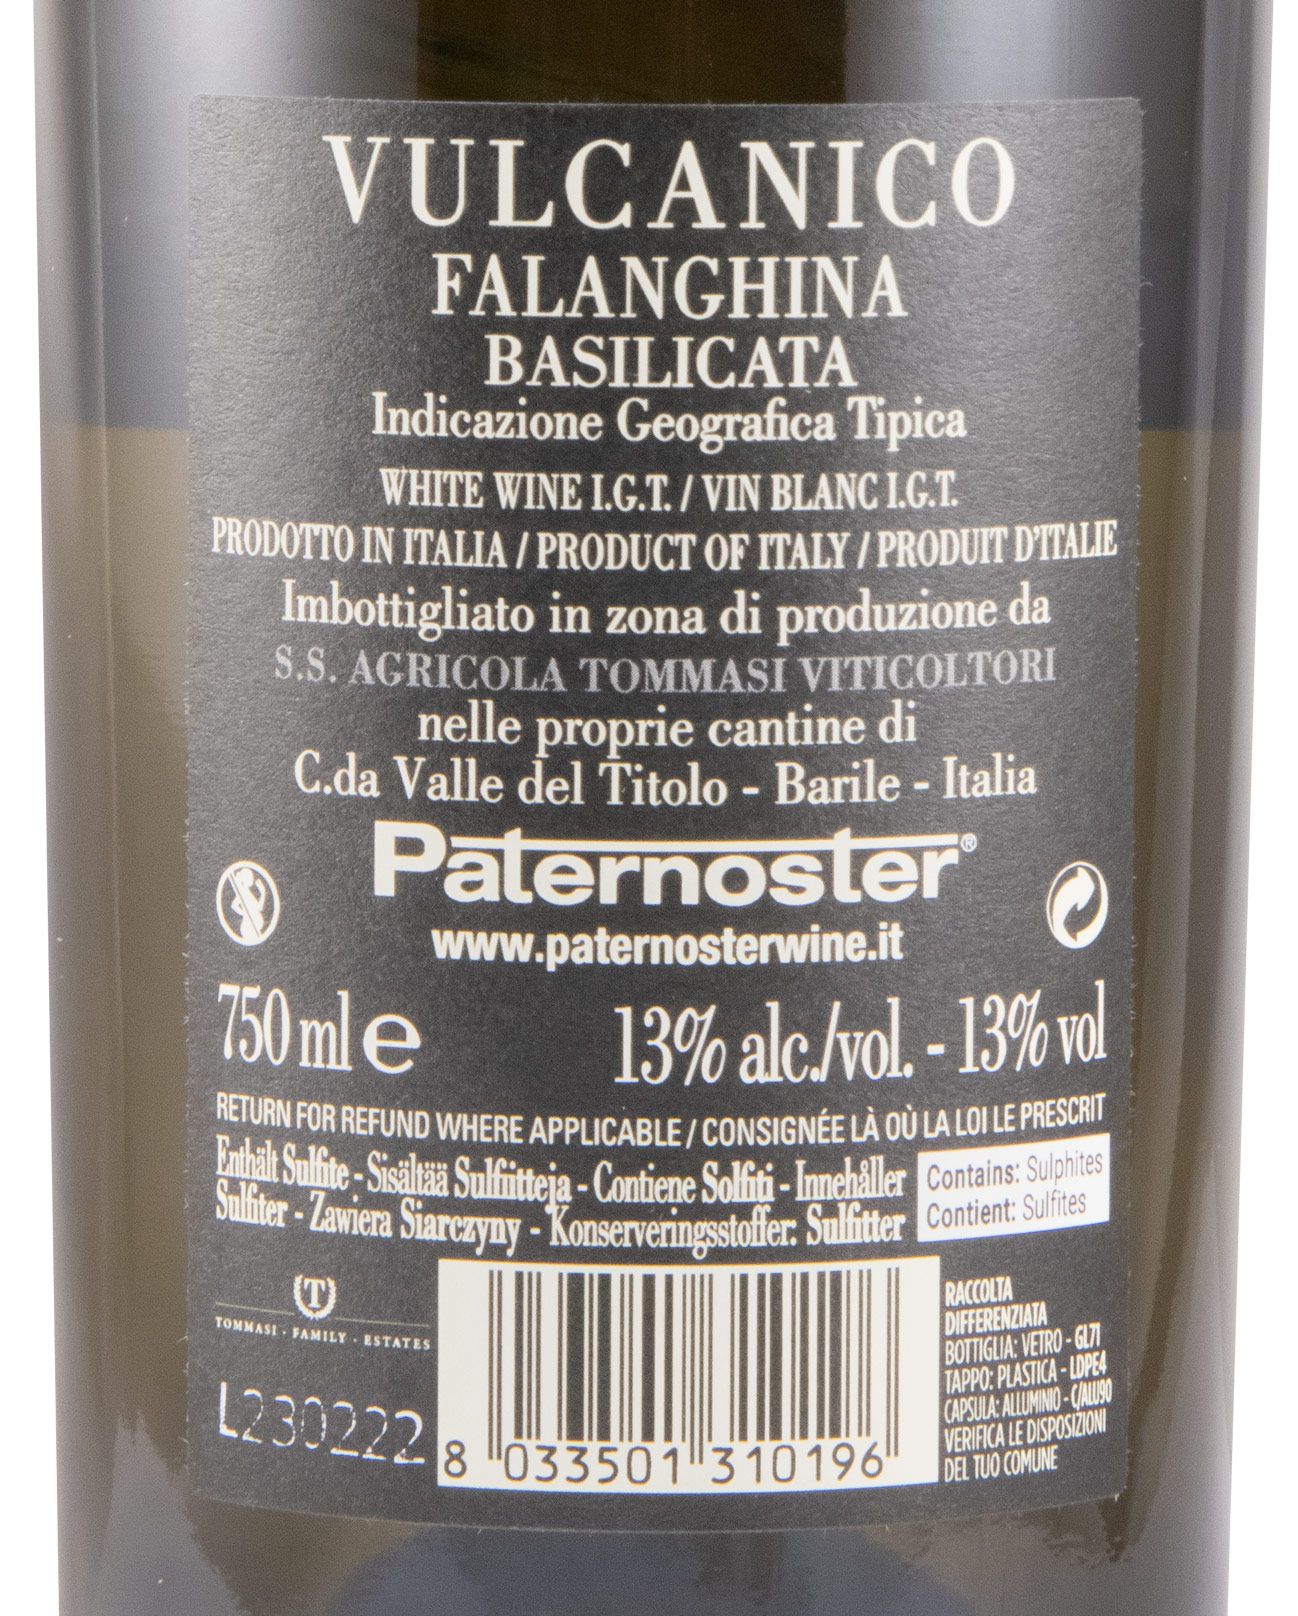 VULCANICO
FALANGHINA
BASILICATA
Indicazione Geografica Tipica
WHITE WINE I.G.T. / VIN BLANC I.G.T.
PRODOTTO IN ITALIA / PRODUCT OF ITALY / PRODUIT D'ITALIE
Imbottigliato in zona di produzione da
S.S. AGRICOLA TOMMASI VITICOLTORI
nelle proprie cantine di
C.da Valle del Titolo - Barile - Italia
Paternoster®
www.paternosterwine.it
750 ml e 13% alc./vol. - 13% vol
RETURN FOR REFUND WHERE APPLICABLE / CONSIGNÉE LÀ OÙ LA LOI LE PRESCRIT
Enthält Sulfite - Sisältää Sulfiitteja - Contiene Solfiti - Innehåller
Sulfiter - Zawiera Siarczyny - Konserveringsstoffer: Sulfitter
Contains: Sulphites
Contient: Sulfites
T
TOMMASI · FAMILY · ESTATES
L230222
8 033501 310196
RACCOLTA
DIFFERENZIATA
BOTTIGLIA: VETRO - GL71
TAPPO: PLASTICA - LDPE4
CAPSULA: ALLUMINIO - C/ALU90
VERIFICA LE DISPOSIZIONI
DEL TUO COMUNE